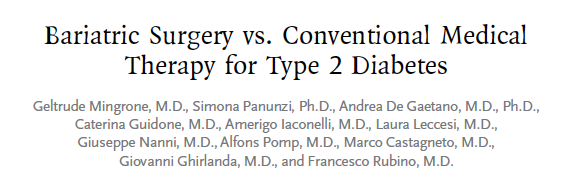 Bariatric Surgery vs. Conventional Medical
Therapy for Type 2 Diabetes
Geltrude Mingrone, M.D., Simona Panunzi, Ph.D., Andrea De Gaetano, M.D., Ph.D.,
Caterina Guidone, M.D., Amerigo Iaconelli, M.D., Laura Leccesi, M.D.,
Giuseppe Nanni, M.D., Alfons Pomp, M.D., Marco Castagneto, M.D.,
Giovanni Ghirlanda, M.D., and Francesco Rubino, M.D.